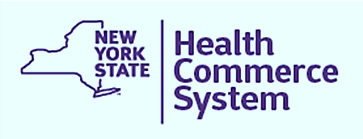 NEW
YORK
STATE
Health
Commerce
System